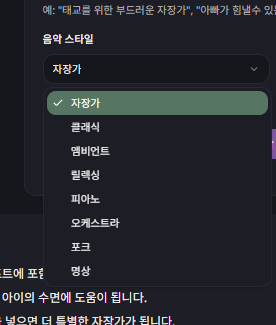 예: "태교를 위한 부드러운 자장가", "아빠가 힘낼수 있
음악 스타일
자장가
자장가
클래식
앰비언트
릴렉싱
피아노
오케스트라
포크
명상
트에 포함
아이의 수면에 도움이 됩니다.
넣으면 더 특별한 자장가가 됩니다.